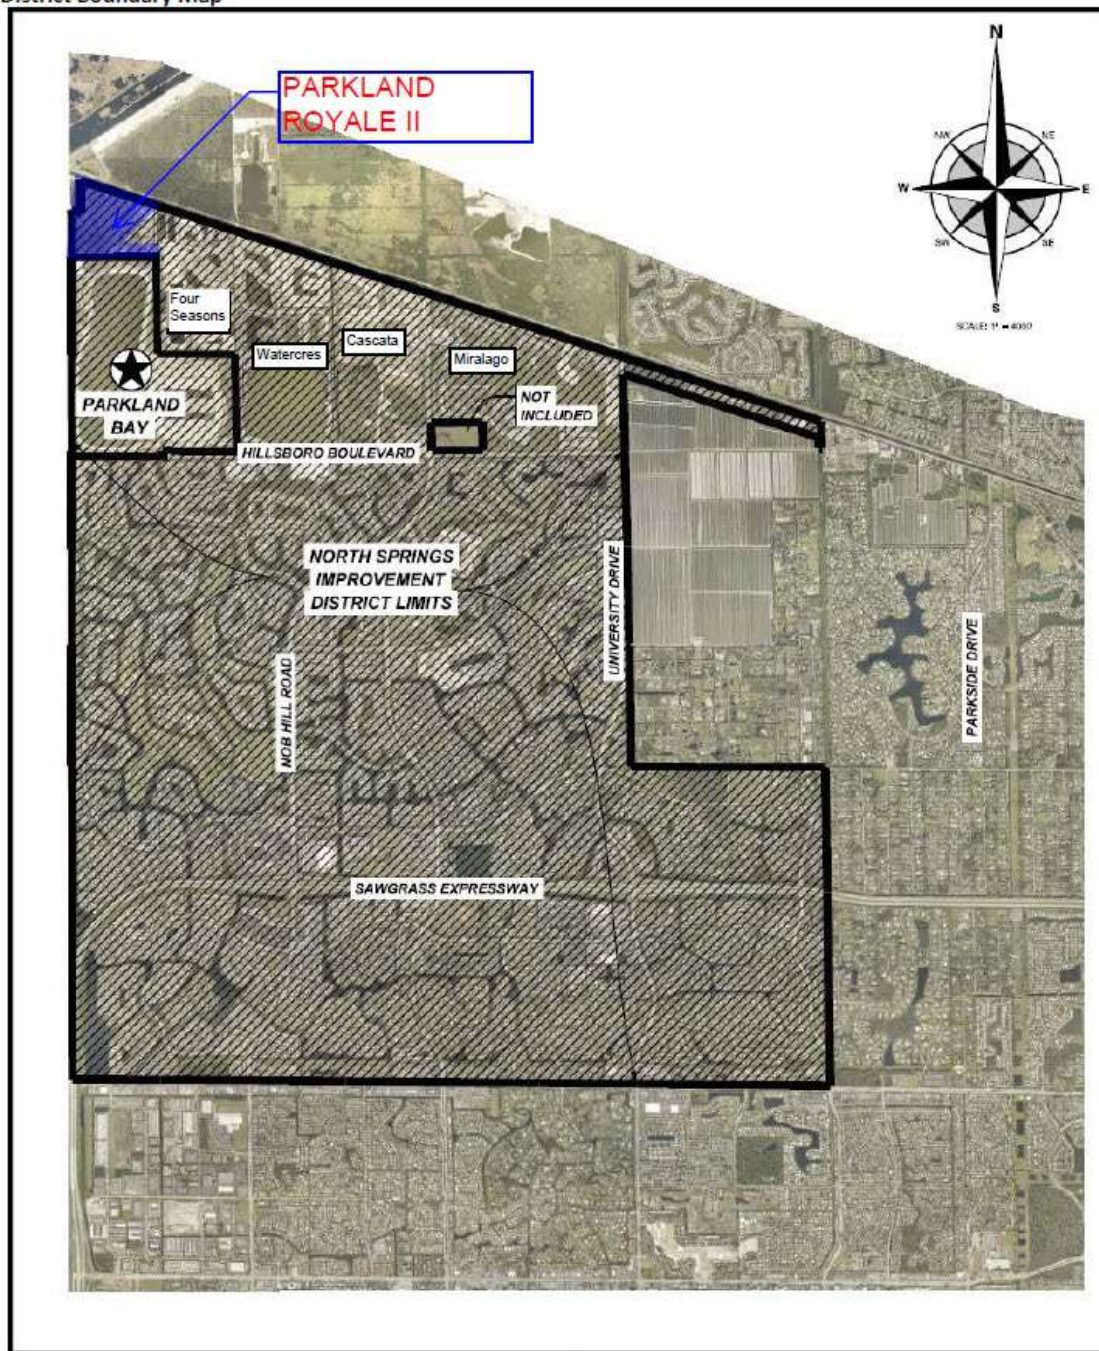 District Boundary Map
N
PARKLAND
ROYALE II
NW
NE
W
E
SW
SE
S
Four
Seasons
Cascata
Watercres
Miralago
NOT
INCLUDED
PARKLAND
BAY
HILLSBORO BOULEVARD
NORTH SPRINGS
IMPROVEMENT
DISTRICT LIMITS
UNIVERSITY DRIVE
PARKSIDE DRIVE
NOB HILL ROAD
SAWGRASS EXPRESSWAY